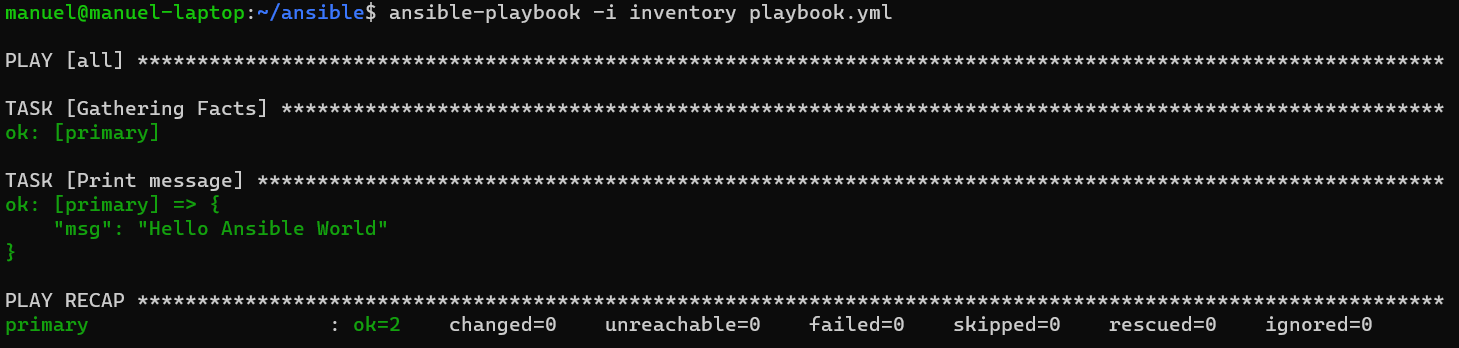 manuel@manuel-laptop:~/ansible$ ansible-playbook -i inventory playbook.yml
PLAY [all] *************************************************************************************************************
TASK [Gathering Facts] *************************************************************************************************
ok: [primary]
TASK [Print message] ***************************************************************************************************
ok: [primary] => {
    "msg": "Hello Ansible World"
}
PLAY RECAP *************************************************************************************************************
primary                    : ok=2    changed=0    unreachable=0    failed=0    skipped=0    rescued=0    ignored=0